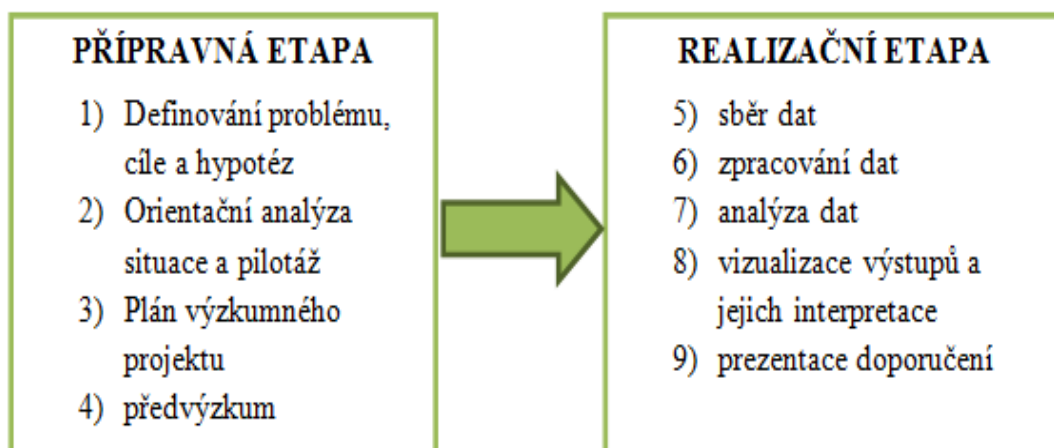 PŘÍPRAVNÁ ETAPA
1) Definování problému,
cíle a hypotéz
2) Orientační analýza
situace a pilotáž
3) Plán výzkumného
projektu
4) předvýzkum
REALIZAČNÍ ETAPA
5) sběr dat
6) zpracování dat
7) analýza dat
8) vizualizace výstupů a
jejich interpretace
9) prezentace doporučení